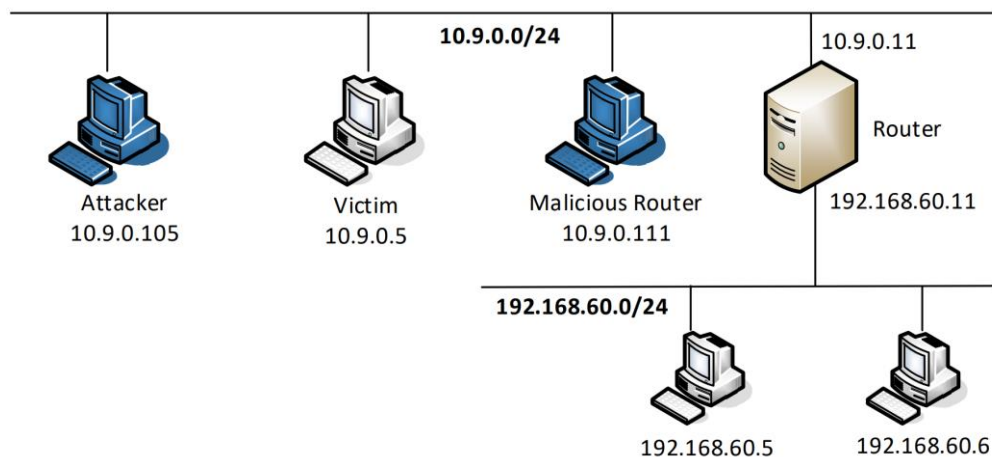 10.9.0.0/24
10.9.0.11
Attacker
10.9.0.105
Victim
10.9.0.5
Malicious Router
10.9.0.111
Router
192.168.60.11
192.168.60.0/24
192.168.60.5
192.168.60.6